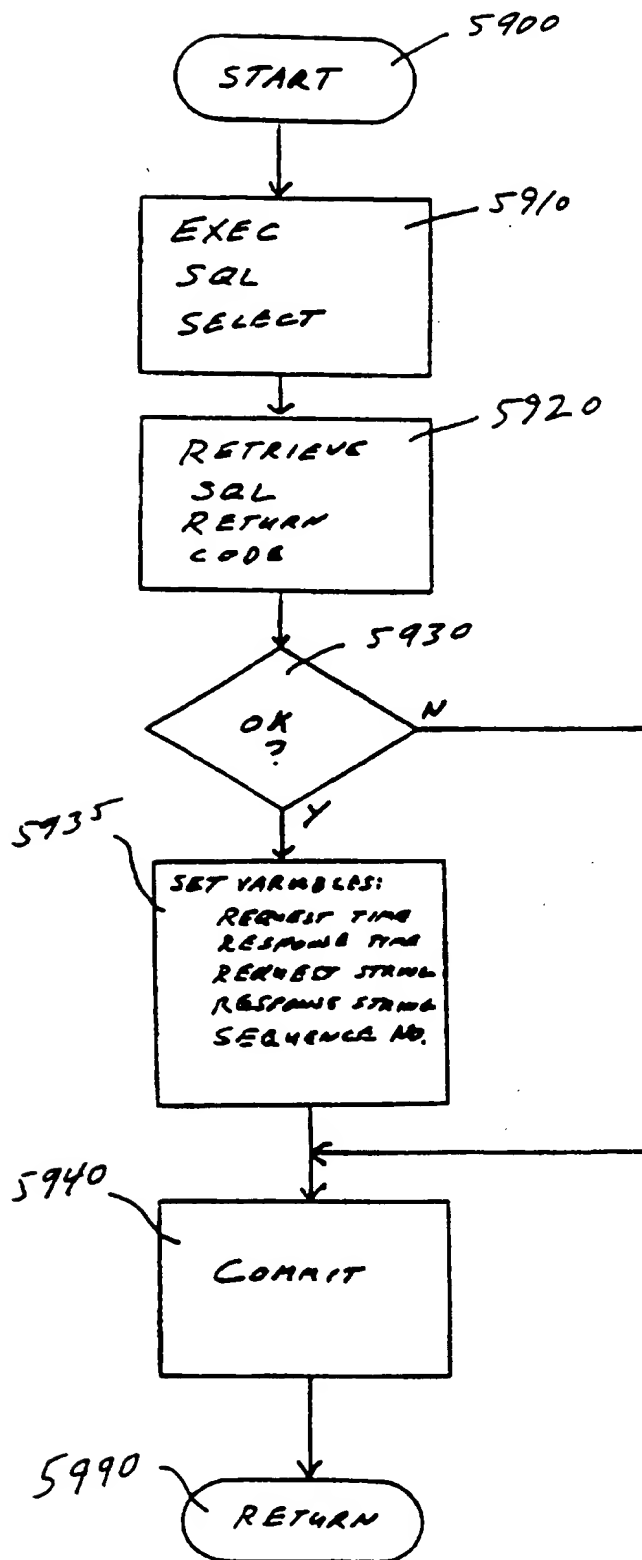 5900
START
5910
EXEC
SQL
SELECT
5920
RETRIEVE
SQL
RETURN
CODE
5930
OK
?
N
Y
5935
SET VARIABLES:
REQUEST TIME
RESPONSE TIME
REQUEST STRING
RESPONSE STRING
SEQUENCE NO.
5940
COMMIT
5990
RETURN